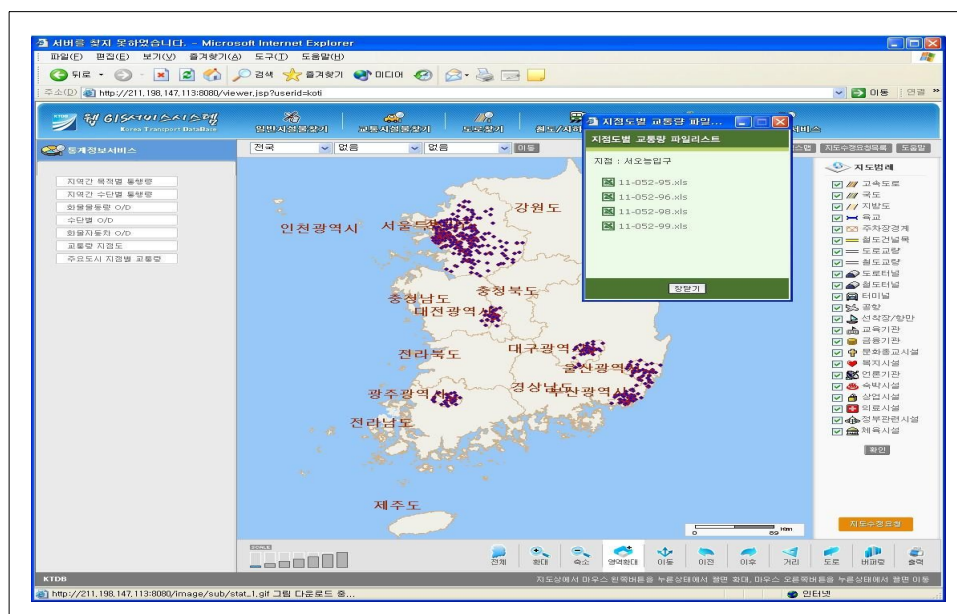 서버를 찾지 못하였습니다. - Microsoft Internet Explorer
파일(F) 편집(E) 보기(V) 즐겨찾기(A) 도구(T) 도움말(H)
뒤로 검색 즐겨찾기 미디어
주소(D) http://211,198,147,113:8080/viewer,jsp?userid=koti 이동 연결
KTDB 웹 GIS서비스시스템
Korea Transport DataBase
일반시설물찾기 교통시설물찾기 도로찾기
통계정보서비스
전국 없음 없음 이동
지도수정요청목록 도움말
지역간 목적별 통행량
지역간 수단별 통행량
화물물동량 O/D
수단별 O/D
화물자동차 O/D
교통량 지점도
주요도시 지점별 교통량
강원도
인천광역시
충청북도
충청남도
대전광역시
전라북도
대구광역시
울산광역시
경상남도
부산광역시
광주광역시
전라남도
제주도
0 89 Km
지점도별 교통량 파일...
지점도별 교통량 파일리스트
지점 : 서오능입구
11-052-95.xls
11-052-96.xls
11-052-98.xls
11-052-99.xls
창닫기
지도범례
고속도로
국도
지방도
육교
주차장경계
철도건널목
도로교량
철도교량
도로터널
철도터널
터미널
공항
선착장/항만
교육기관
금융기관
문화종교시설
복지시설
언론기관
숙박시설
상업시설
의료시설
정부관련시설
체육시설
확인
지도수정요청
SCALE
전체 확대 축소 영역확대 이동 이전 이후 거리 도로 버퍼링 출력
KTDB
지도상에서 마우스 왼쪽버튼을 누른상태에서 끌면 확대, 마우스 오른쪽버튼을 누른상태에서 끌면 이동
http://211,198,147,113:8080/image/sub/stat_1.gif 그림 다운로드 중...
인터넷